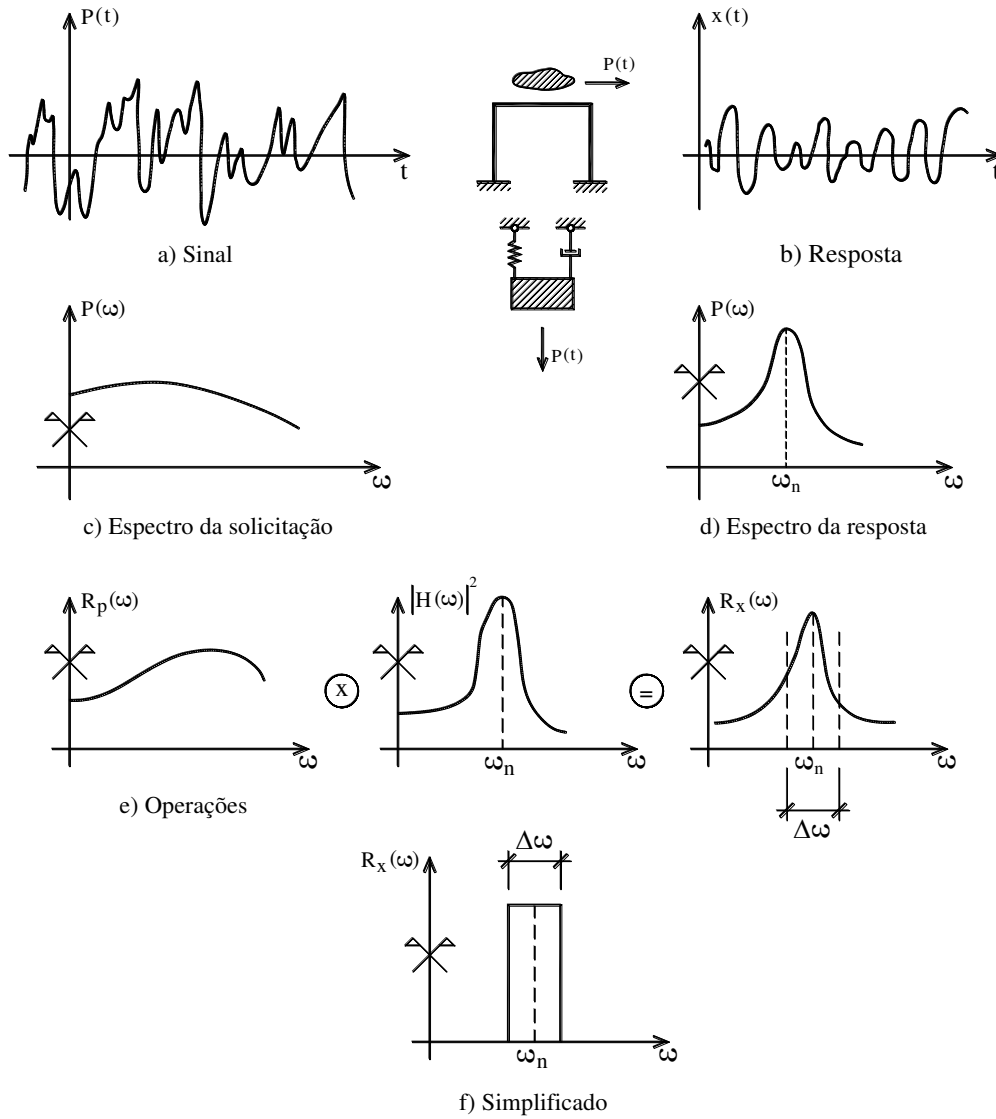 P(t)
t
a) Sinal
P(t)
P(t)
x(t)
t
b) Resposta
P(ω)
ω
c) Espectro da solicitação
P(ω)
ω
ωn
d) Espectro da resposta
Rp(ω)
ω
e) Operações
x
|H(ω)|²
ω
ωn
=
Rx(ω)
ω
ωn
Δω
Rx(ω)
Δω
ω
ωn
f) Simplificado